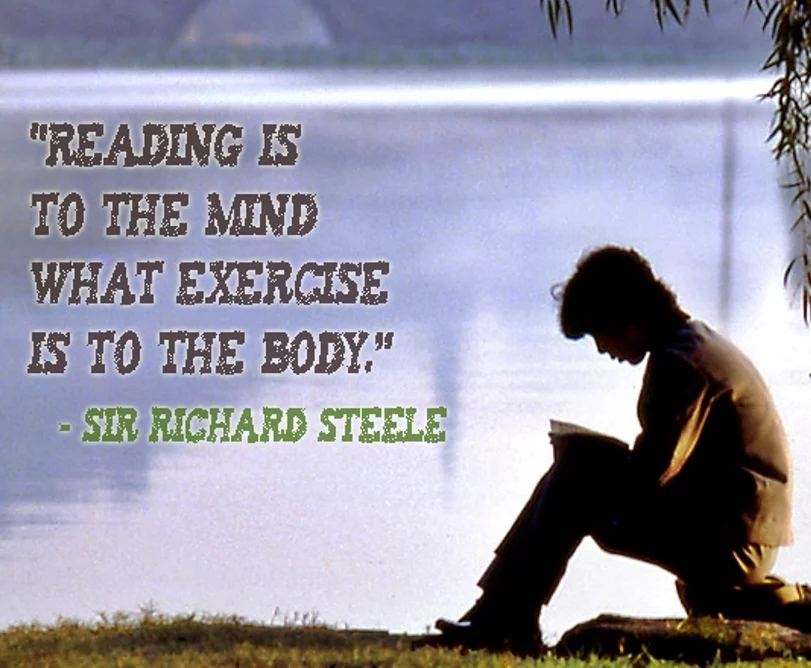 "READING IS
TO THE MIND
WHAT EXERCISE
IS TO THE BODY."
- SIR RICHARD STEELE